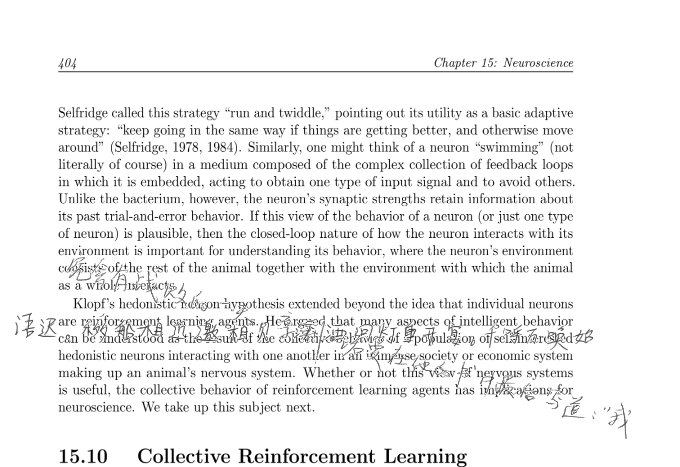 404
Chapter 15: Neuroscience
Selfridge called this strategy “run and twiddle,” pointing out its utility as a basic adaptive
strategy: “keep going in the same way if things are getting better, and otherwise move
around” (Selfridge, 1978, 1984). Similarly, one might think of a neuron “swimming” (not
literally of course) in a medium composed of the complex collection of feedback loops
in which it is embedded, acting to obtain one type of input signal and to avoid others.
Unlike the bacterium, however, the neuron’s synaptic strengths retain information about
its past trial-and-error behavior. If this view of the behavior of a neuron (or just one type
of neuron) is plausible, then the closed-loop nature of how the neuron interacts with its
environment is important for understanding its behavior, where the neuron’s environment
consists of the rest of the animal together with the environment with which the animal
as a whole interacts.
Klopf’s hedonistic neuron hypothesis extended beyond the idea that individual neurons
are reinforcement learning agents. He argued that many aspects of intelligent behavior
can be understood as the result of the collective behavior of a population of self-interested
hedonistic neurons interacting with one another in an immense society or economic system
making up an animal’s nervous system. Whether or not this view of nervous systems
is useful, the collective behavior of reinforcement learning agents has implications for
neuroscience. We take up this subject next.
道：“我
15.10 Collective Reinforcement Learning